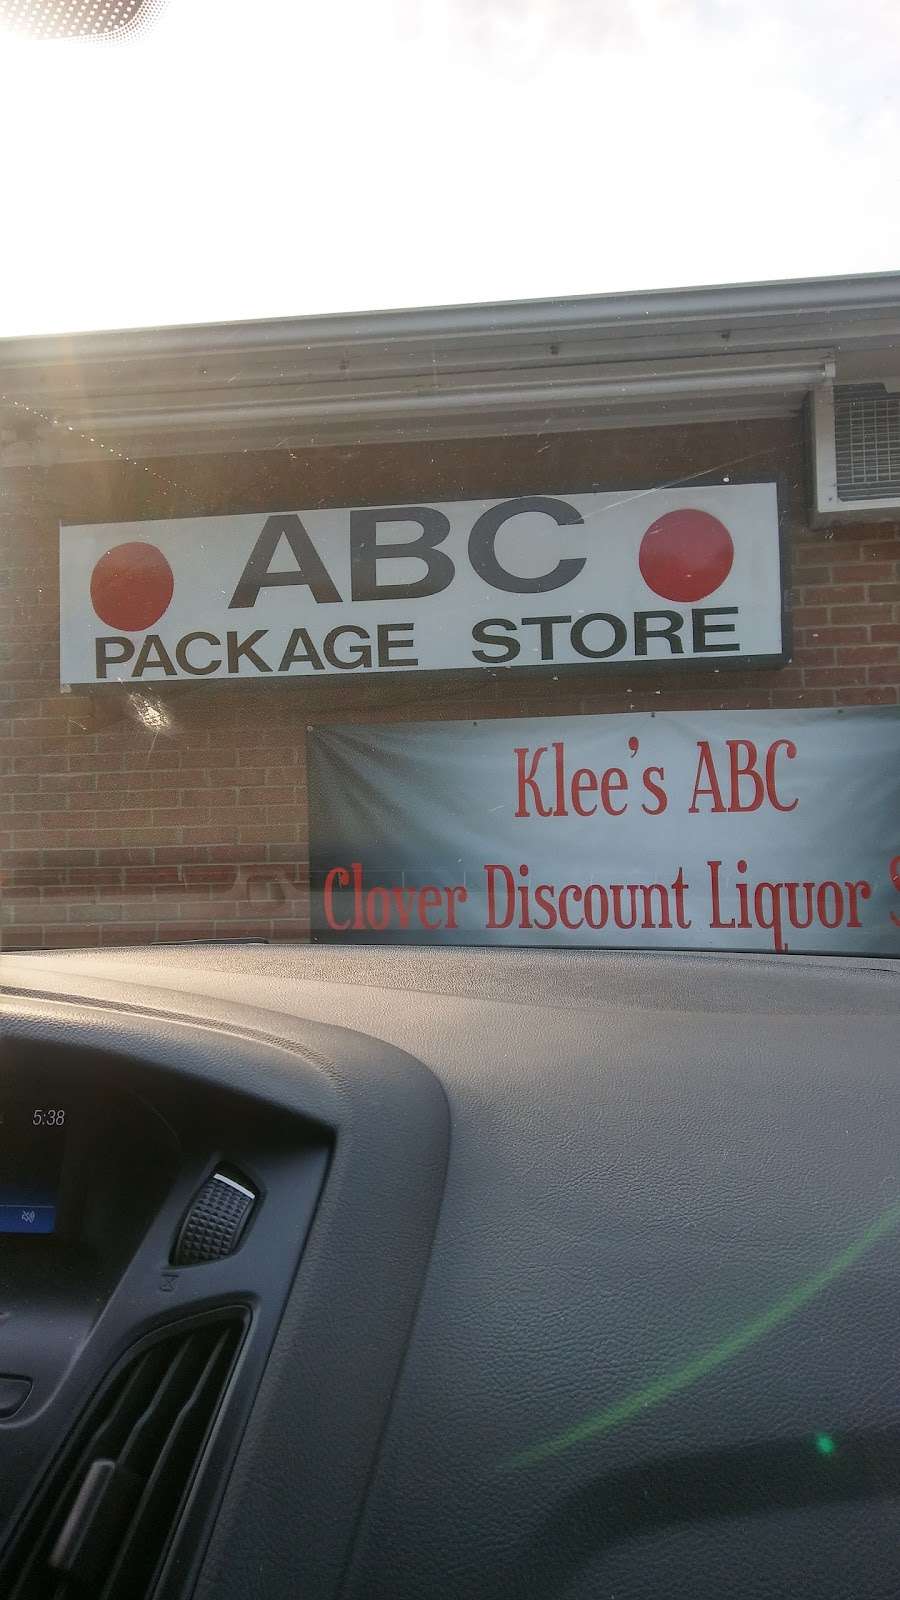 ABC
PACKAGE STORE
Klee's ABC
Clover Discount Liquor S
5:38